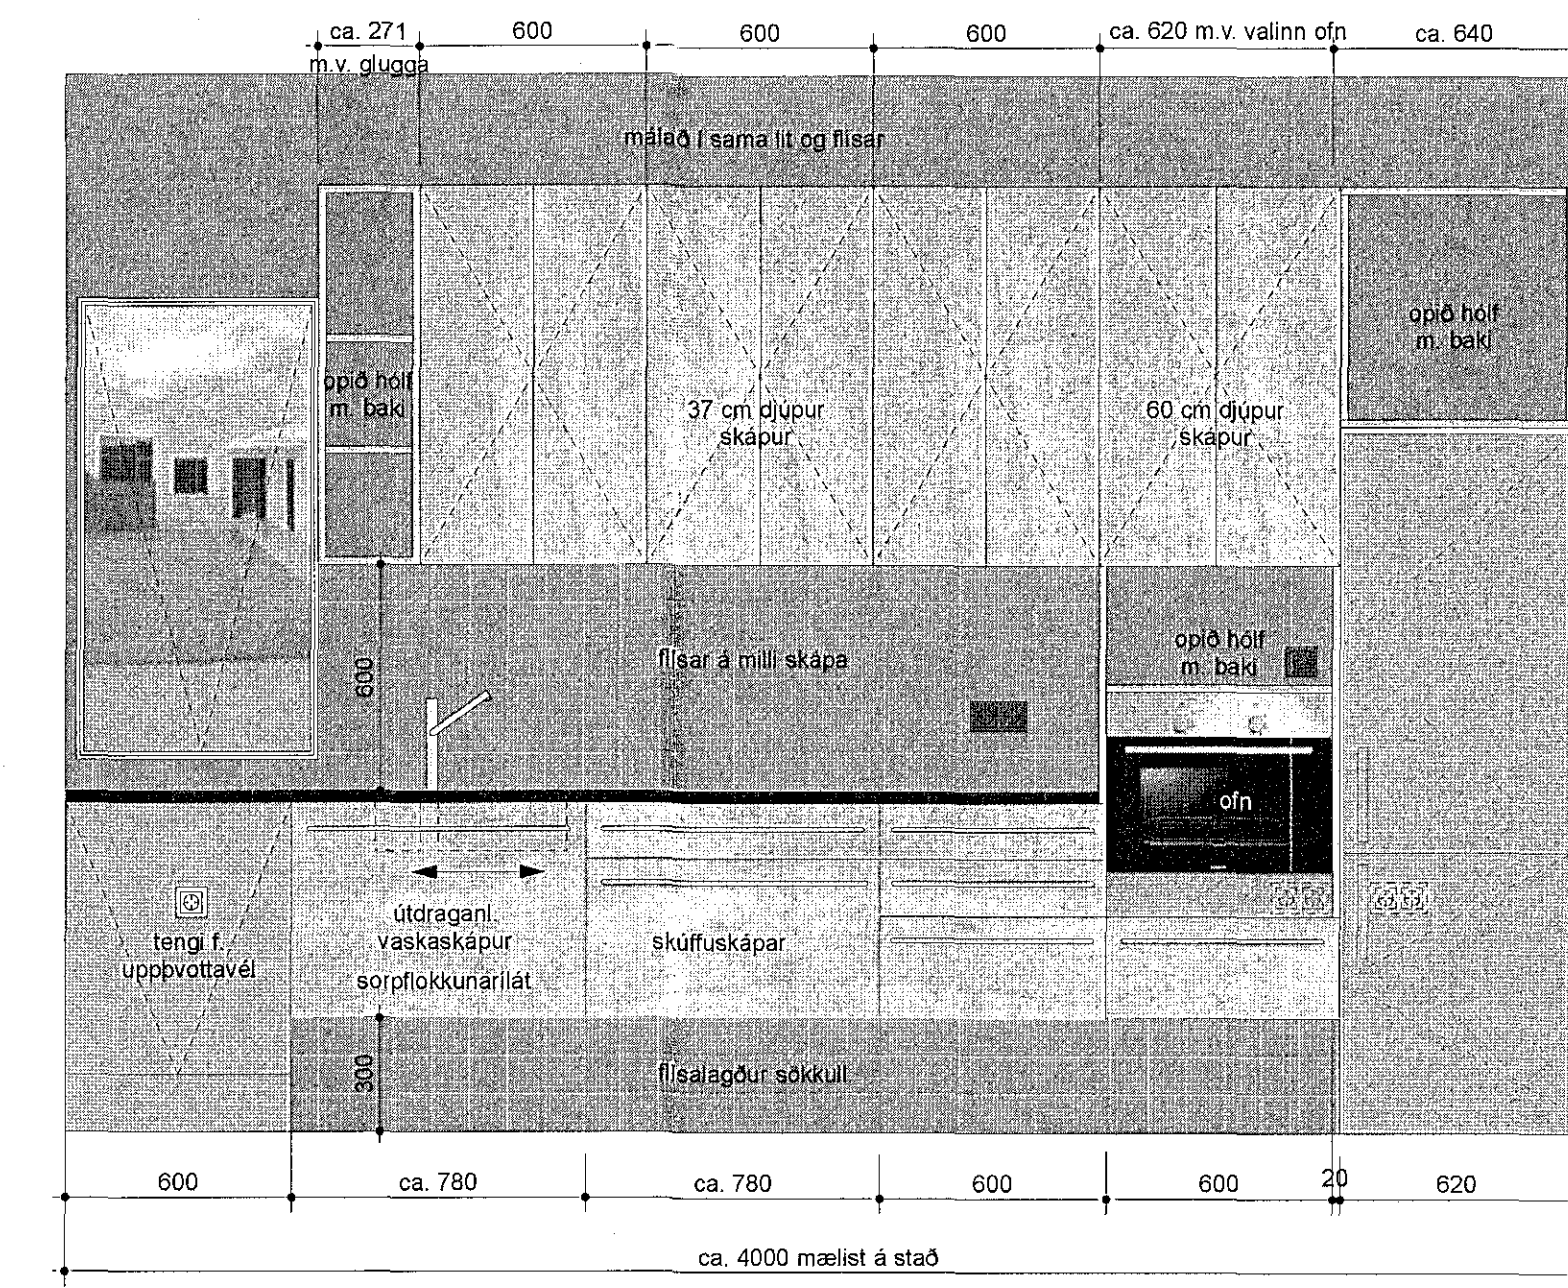 ca. 271
600
600
600
ca. 620 m.v. valinn ofn
ca. 640
m.v. glugga
málað í sama lit og flísar
opið hólf
m. baki
opið hólf
m. baki
37 cm djúpur
skápur
60 cm djúpur
skápur
600
flísar á milli skápa
opið hólf
m. baki
ofn
tengi f.
uppþvottavél
útdraganl.
vaskaskápur
sorpflokkunarílát
skúffuskápar
300
flísalagður sökkull
600
ca. 780
ca. 780
600
600
20
620
ca. 4000 mælist á stað